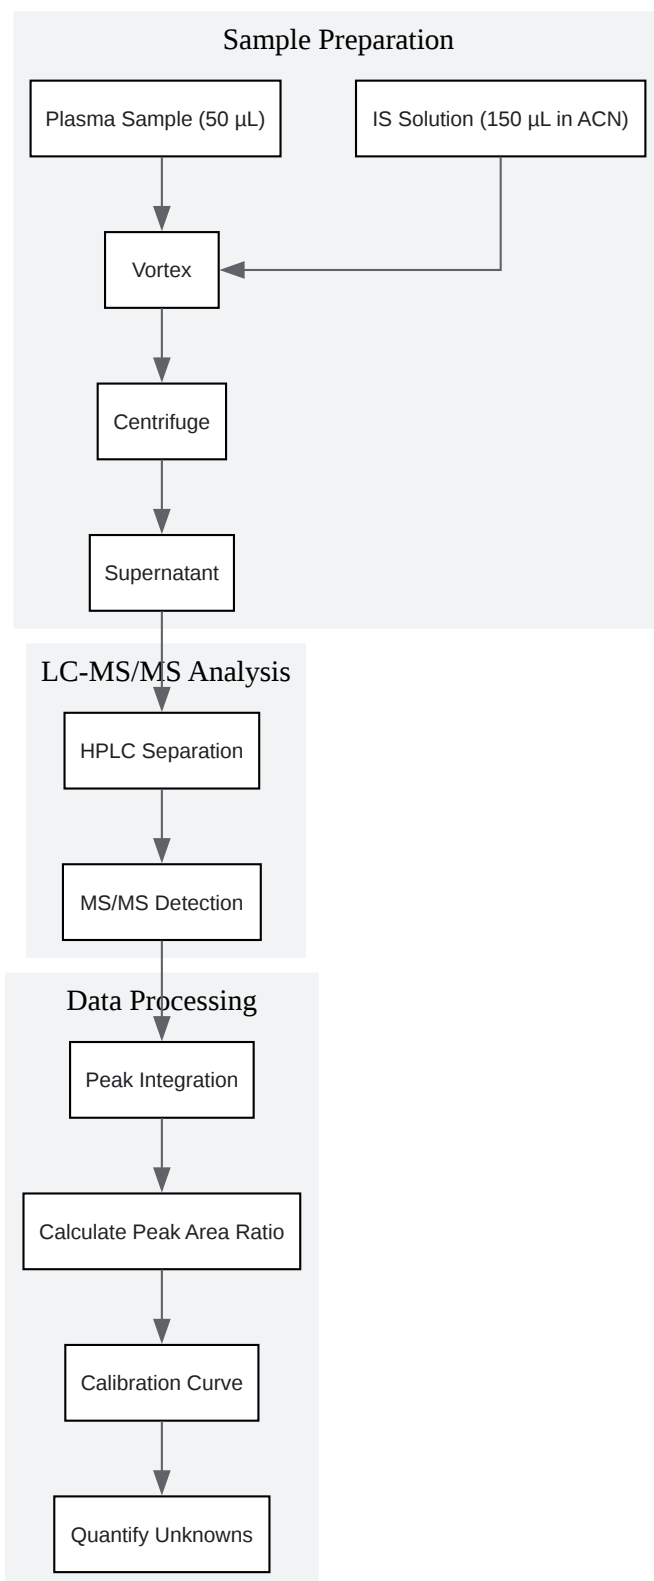 Sample Preparation
Plasma Sample (50 µL)
IS Solution (150 µL in ACN)
Vortex
Centrifuge
Supernatant
LC-MS/MS Analysis
HPLC Separation
MS/MS Detection
Data Processing
Peak Integration
Calculate Peak Area Ratio
Calibration Curve
Quantify Unknowns